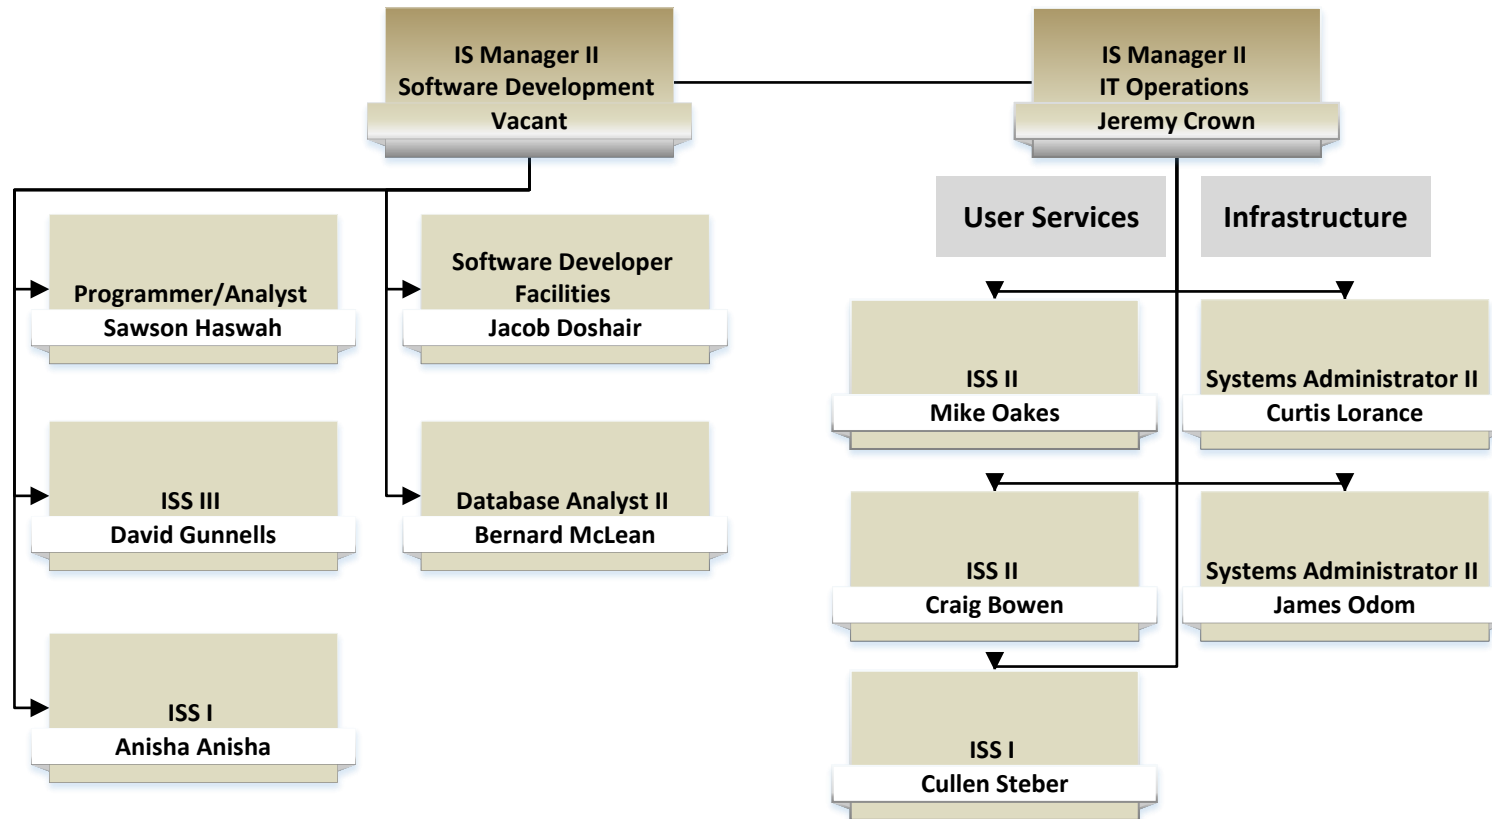 IS Manager II
Software Development
Vacant
IS Manager II
IT Operations
Jeremy Crown
User Services
Infrastructure
Programmer/Analyst
Sawson Haswah
Software Developer
Facilities
Jacob Doshair
ISS II
Mike Oakes
Systems Administrator II
Curtis Lorance
ISS III
David Gunnells
Database Analyst II
Bernard McLean
ISS II
Craig Bowen
Systems Administrator II
James Odom
ISS I
Anisha Anisha
ISS I
Cullen Steber